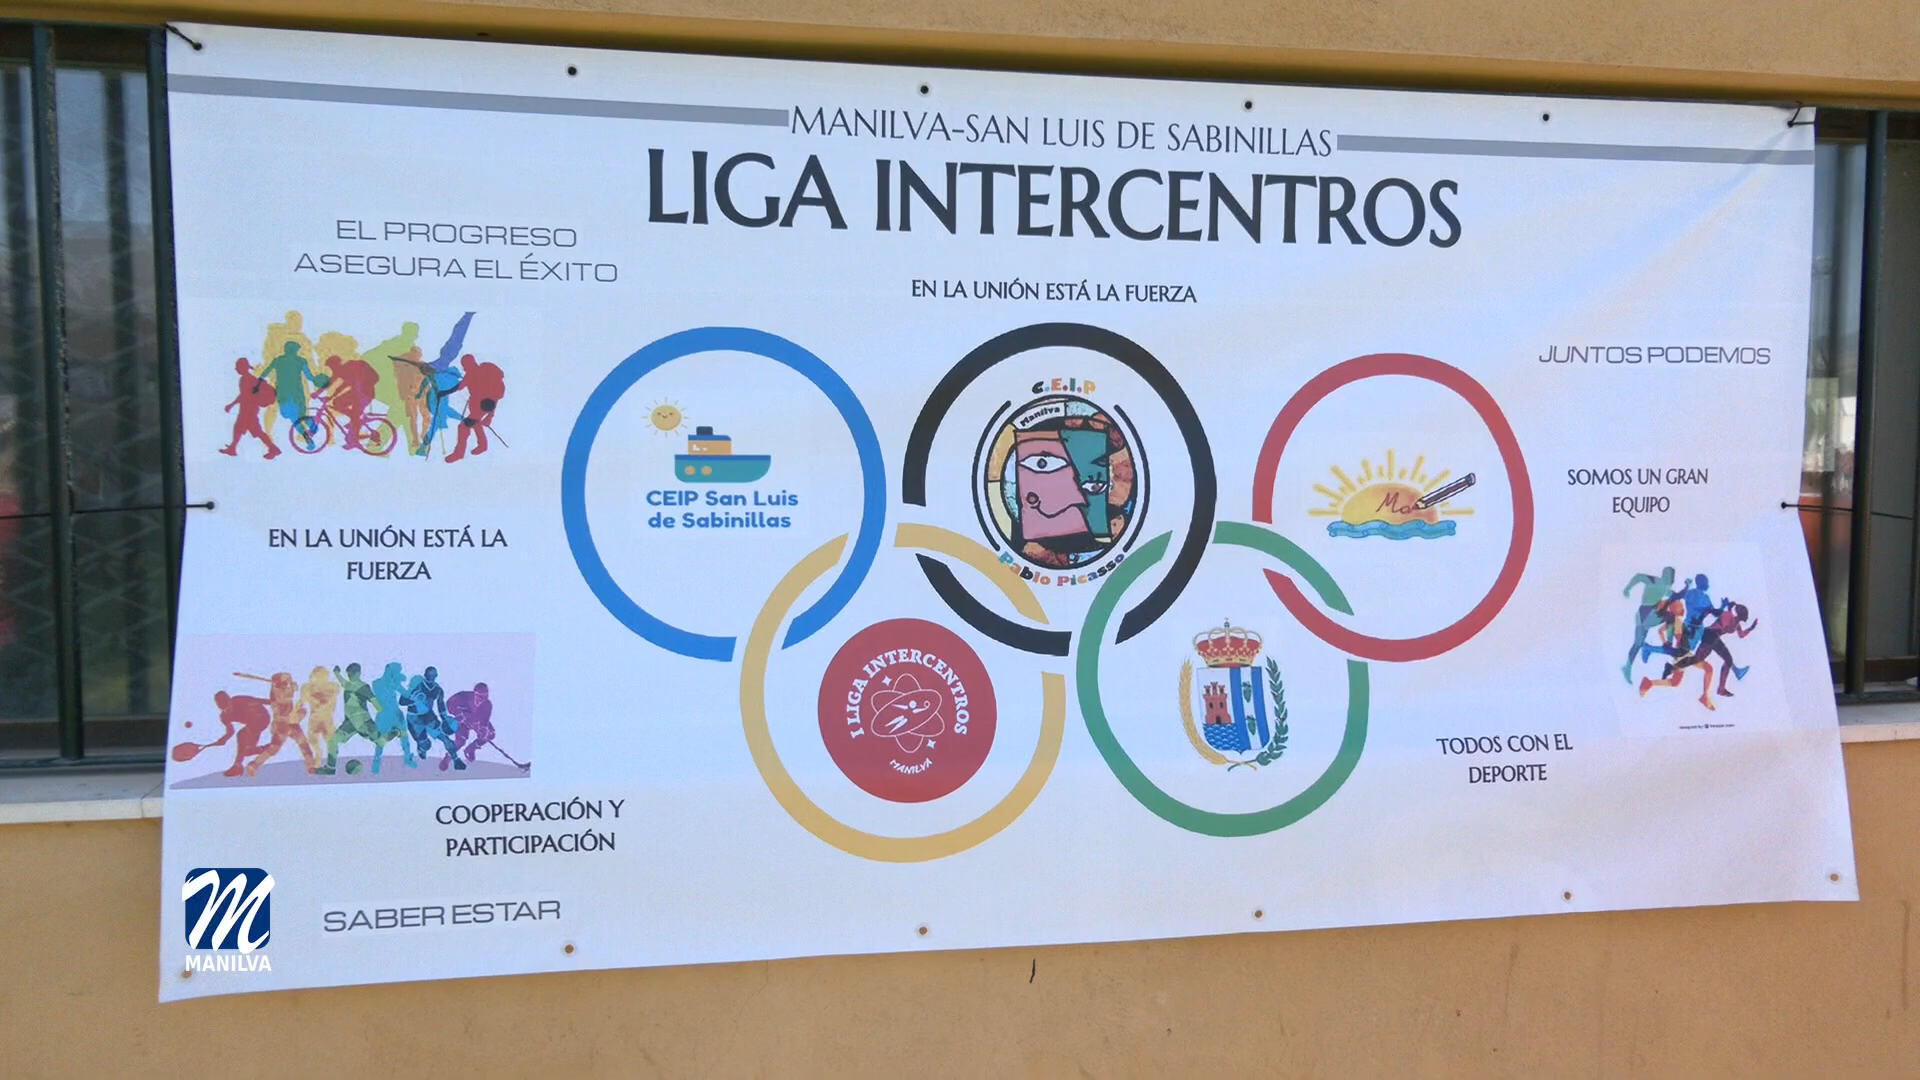 MANILVA-SAN LUIS DE SABINILLAS
LIGA INTERCENTROS
EL PROGRESO
ASEGURA EL ÉXITO
EN LA UNIÓN ESTÁ LA FUERZA
JUNTOS PODEMOS
C.E.I.P
Manilva
Pablo Picasso
CEIP San Luis
de Sabinillas
SOMOS UN GRAN
EQUIPO
EN LA UNIÓN ESTÁ LA
FUERZA
I LIGA INTERCENTROS
MANILVA
TODOS CON EL
DEPORTE
COOPERACIÓN Y
PARTICIPACIÓN
SABER ESTAR
MANILVA